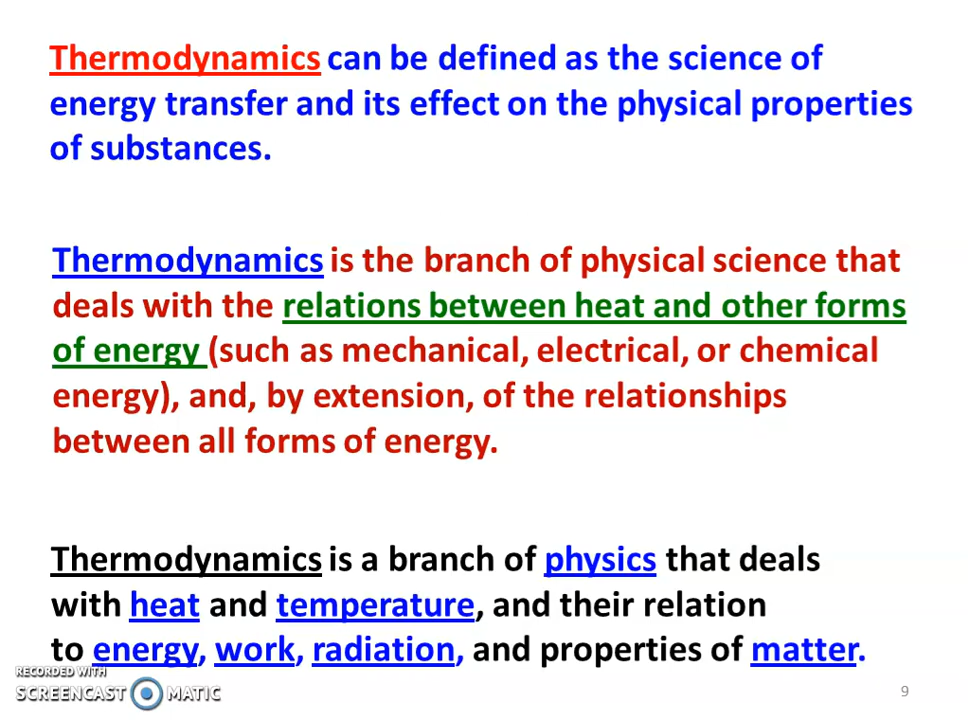 Thermodynamics can be defined as the science of
energy transfer and its effect on the physical properties
of substances.
Thermodynamics is the branch of physical science that
deals with the relations between heat and other forms
of energy (such as mechanical, electrical, or chemical
energy), and, by extension, of the relationships
between all forms of energy.
Thermodynamics is a branch of physics that deals
with heat and temperature, and their relation
to energy, work, radiation, and properties of matter.
RECORDED WITH
SCREENCAST MATIC
9